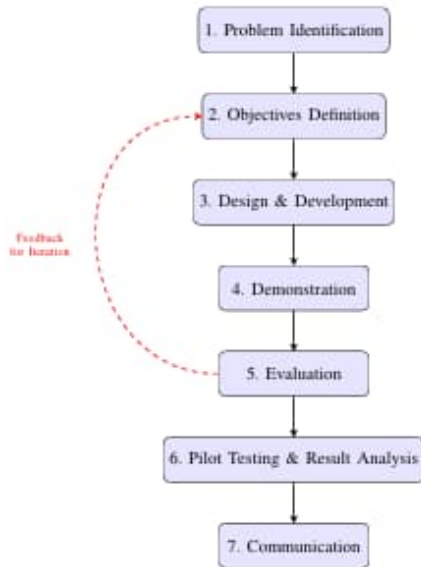 1. Problem Identification
2. Objectives Definition
3. Design & Development
Feedback
for Iteration
4. Demonstration
5. Evaluation
6. Pilot Testing & Result Analysis
7. Communication